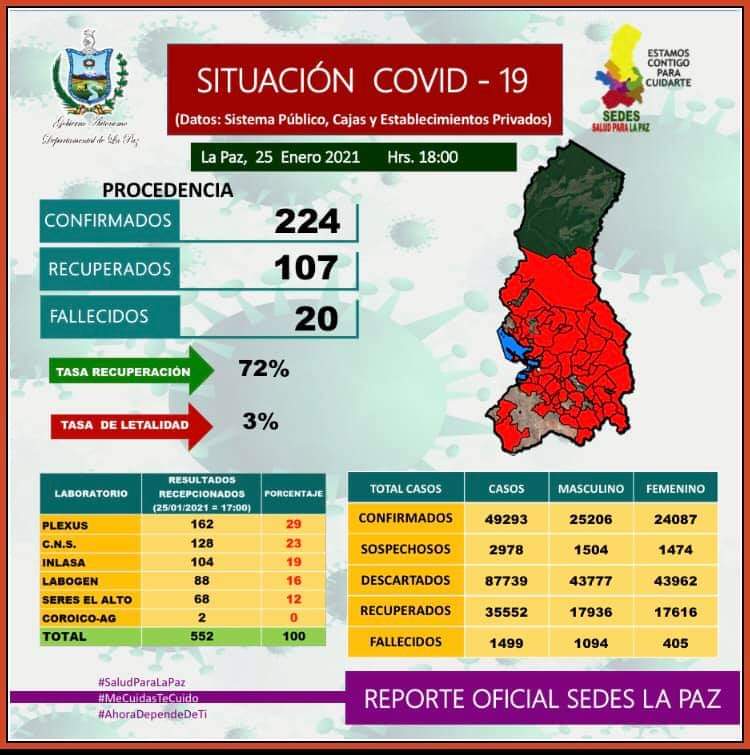 Gobierno Autónomo
Departamental de La Paz
SITUACIÓN COVID - 19
(Datos: Sistema Público, Cajas y Establecimientos Privados)
ESTAMOS
CONTIGO
PARA
CUIDARTE
SEDES
SALUD PARA LA PAZ
La Paz, 25 Enero 2021 Hrs. 18:00
PROCEDENCIA
CONFIRMADOS 224
RECUPERADOS 107
FALLECIDOS 20
TASA RECUPERACIÓN 72%
TASA DE LETALIDAD 3%
LABORATORIO RESULTADOS RECEPCIONADOS (25/01/2021 = 17:00) PORCENTAJE
PLEXUS 162 29
C.N.S. 128 23
INLASA 104 19
LABOGEN 88 16
SERES EL ALTO 68 12
COROICO-AG 2 0
TOTAL 552 100
TOTAL CASOS CASOS MASCULINO FEMENINO
CONFIRMADOS 49293 25206 24087
SOSPECHOSOS 2978 1504 1474
DESCARTADOS 87739 43777 43962
RECUPERADOS 35552 17936 17616
FALLECIDOS 1499 1094 405
#SaludParaLaPaz
#MeCuidasTeCuido
#AhoraDependeDeTi
REPORTE OFICIAL SEDES LA PAZ